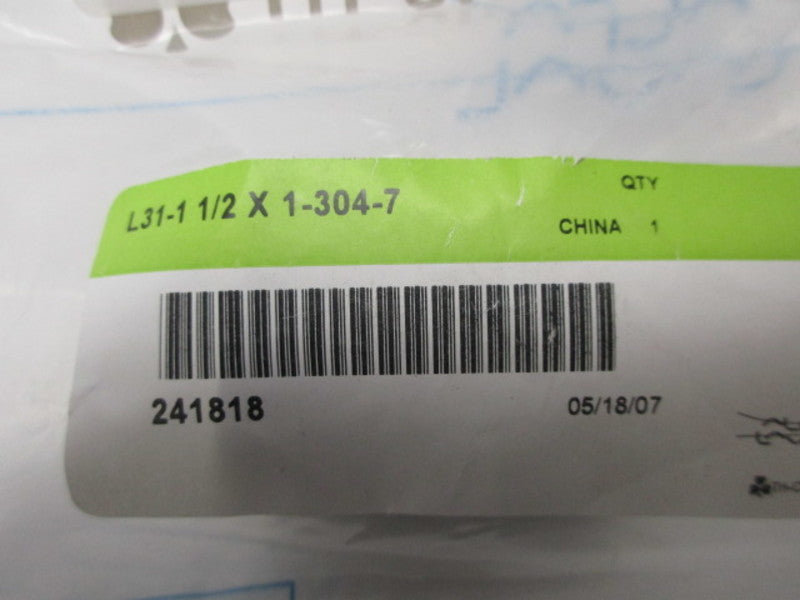 L31-1 1/2 X 1-304-7
QTY
CHINA 1
241818
05/18/07